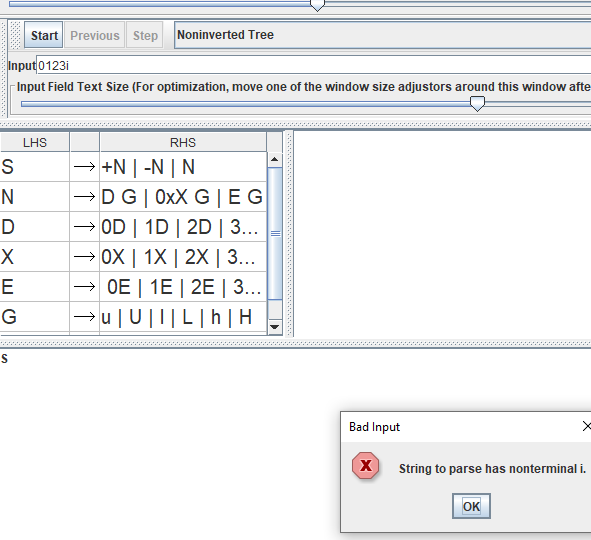 Start Previous Step Noninverted Tree
Input 0123i
Input Field Text Size (For optimization, move one of the window size adjustors around this window afte
LHS RHS
S → +N | -N | N
N → D G | 0xX G | E G
D → 0D | 1D | 2D | 3...
X → 0X | 1X | 2X | 3...
E → 0E | 1E | 2E | 3...
G → u | U | l | L | h | H
S
Bad Input
String to parse has nonterminal i.
OK